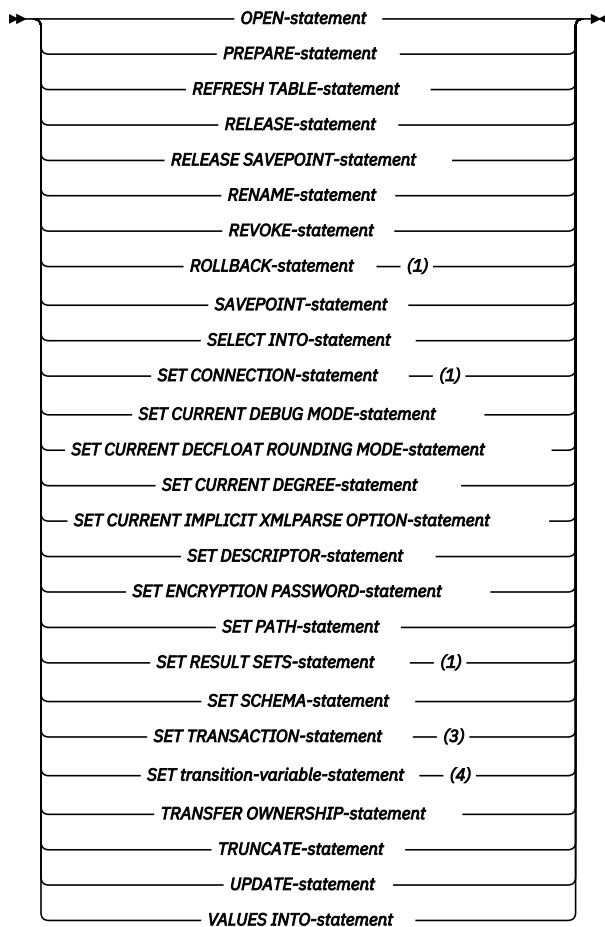 OPEN-statement
PREPARE-statement
REFRESH TABLE-statement
RELEASE-statement
RELEASE SAVEPOINT-statement
RENAME-statement
REVOKE-statement
ROLLBACK-statement (1)
SAVEPOINT-statement
SELECT INTO-statement
SET CONNECTION-statement (1)
SET CURRENT DEBUG MODE-statement
SET CURRENT DECFLOAT ROUNDING MODE-statement
SET CURRENT DEGREE-statement
SET CURRENT IMPLICIT XMLPARSE OPTION-statement
SET DESCRIPTOR-statement
SET ENCRYPTION PASSWORD-statement
SET PATH-statement
SET RESULT SETS-statement (1)
SET SCHEMA-statement
SET TRANSACTION-statement (3)
SET transition-variable-statement (4)
TRANSFER OWNERSHIP-statement
TRUNCATE-statement
UPDATE-statement
VALUES INTO-statement